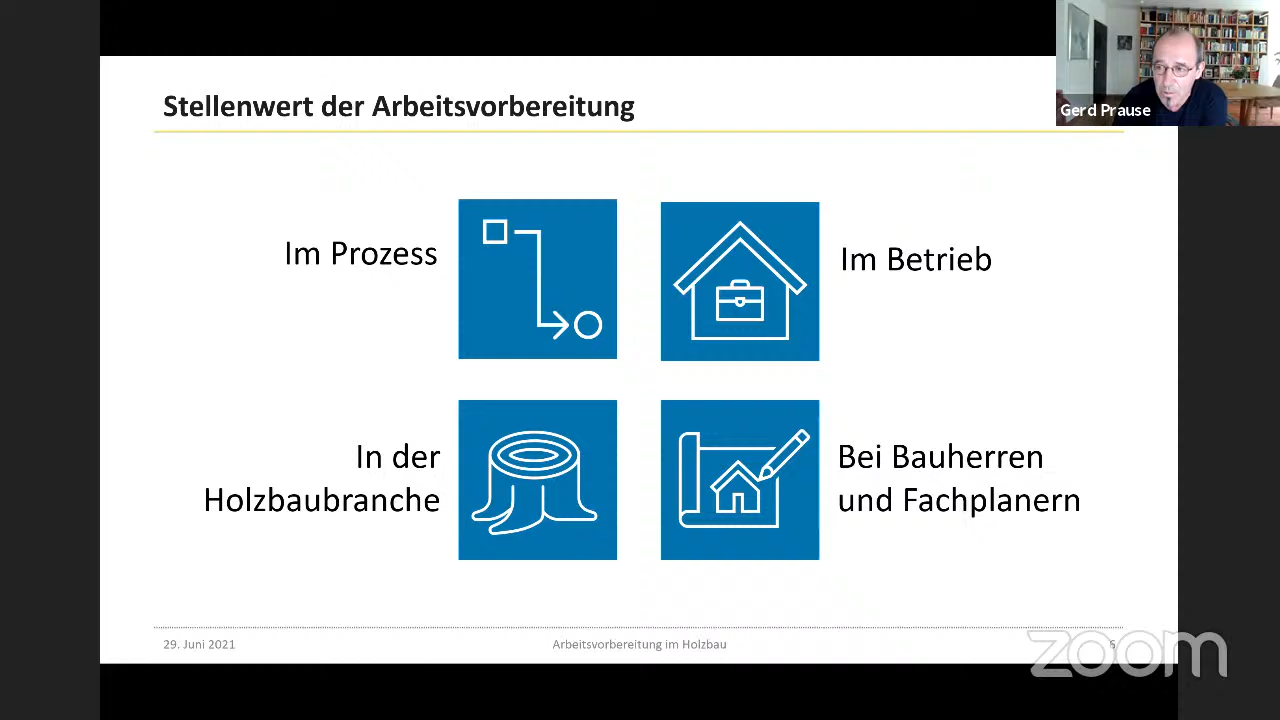 Gerd Prause
Stellenwert der Arbeitsvorbereitung
Im Prozess
Im Betrieb
In der
Holzbaubranche
Bei Bauherren
und Fachplanern
29. Juni 2021
Arbeitsvorbereitung im Holzbau
6
zoom